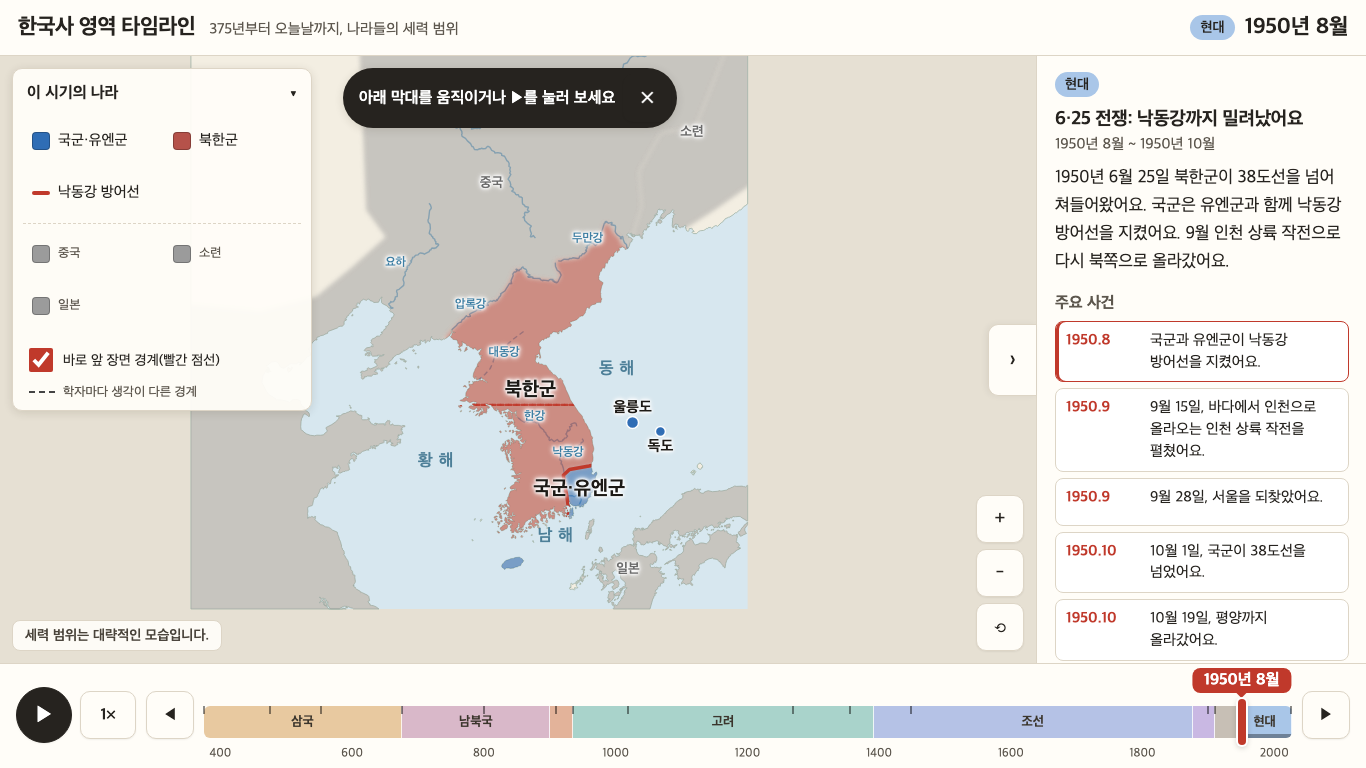 한국사 영역 타임라인 375년부터 오늘날까지, 나라들의 세력 범위
현대 1950년 8월
이 시기의 나라 ▾
국군·유엔군 북한군
낙동강 방어선
중국 소련
일본
바로 앞 장면 경계(빨간 점선)
학자마다 생각이 다른 경계
아래 막대를 움직이거나 ▶를 눌러 보세요 ✕
소련
중국
두만강
요하
압록강
대동강
동해
북한군
울릉도
한강
독도
낙동강
황해
국군·유엔군
남해
일본
›
+
−
⟲
세력 범위는 대략적인 모습입니다.
현대
6·25 전쟁: 낙동강까지 밀려났어요
1950년 8월 ~ 1950년 10월
1950년 6월 25일 북한군이 38도선을 넘어
쳐들어왔어요. 국군은 유엔군과 함께 낙동강
방어선을 지켰어요. 9월 인천 상륙 작전으로
다시 북쪽으로 올라갔어요.
주요 사건
1950.8 국군과 유엔군이 낙동강
방어선을 지켰어요.
1950.9 9월 15일, 바다에서 인천으로
올라오는 인천 상륙 작전을
펼쳤어요.
1950.9 9월 28일, 서울을 되찾았어요.
1950.10 10월 1일, 국군이 38도선을
넘었어요.
1950.10 10월 19일, 평양까지
올라갔어요.
1950년 8월
▶ 1× ◀ 삼국 남북국 고려 조선 현대 ▶
400 600 800 1000 1200 1400 1600 1800 2000